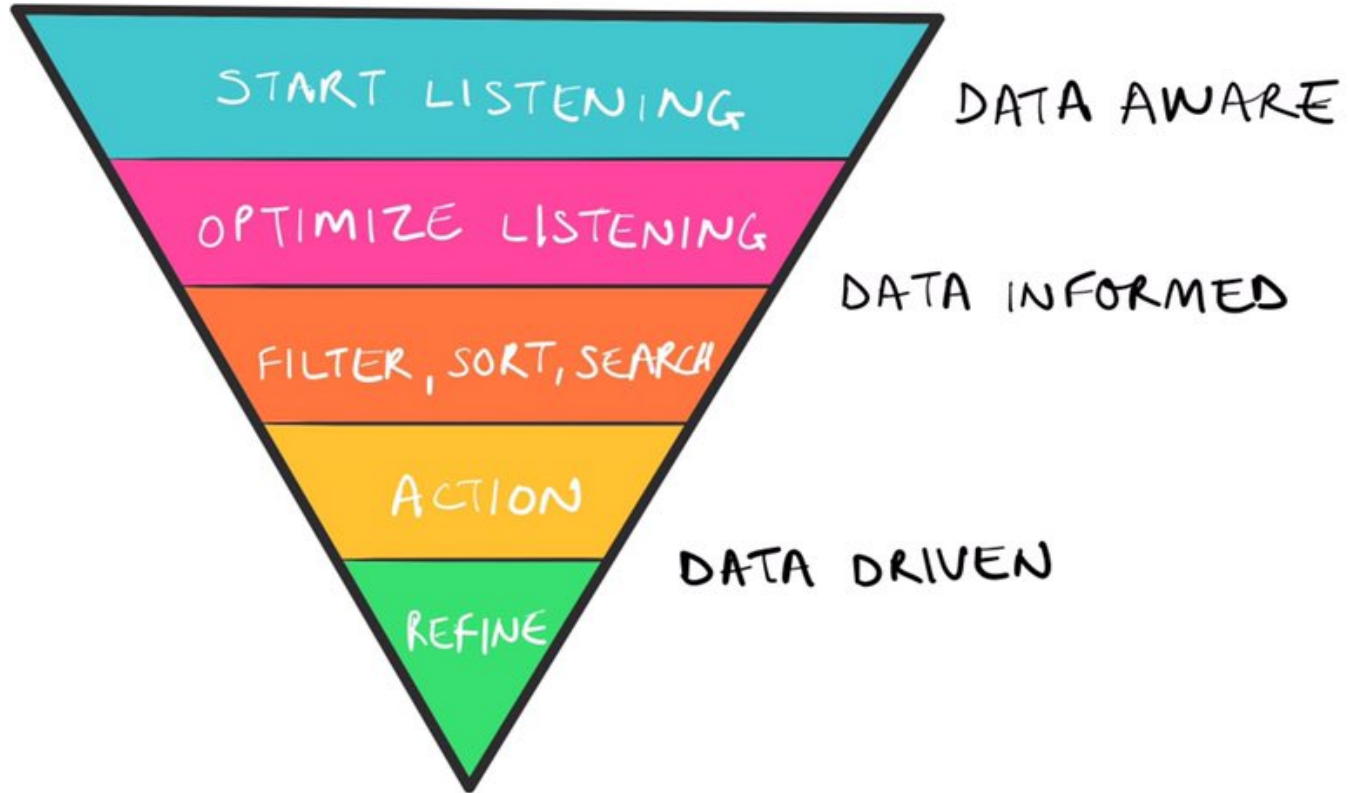 START LISTENING
DATA AWARE
OPTIMIZE LISTENING
DATA INFORMED
FILTER, SORT, SEARCH
ACTION
DATA DRIVEN
REFINE